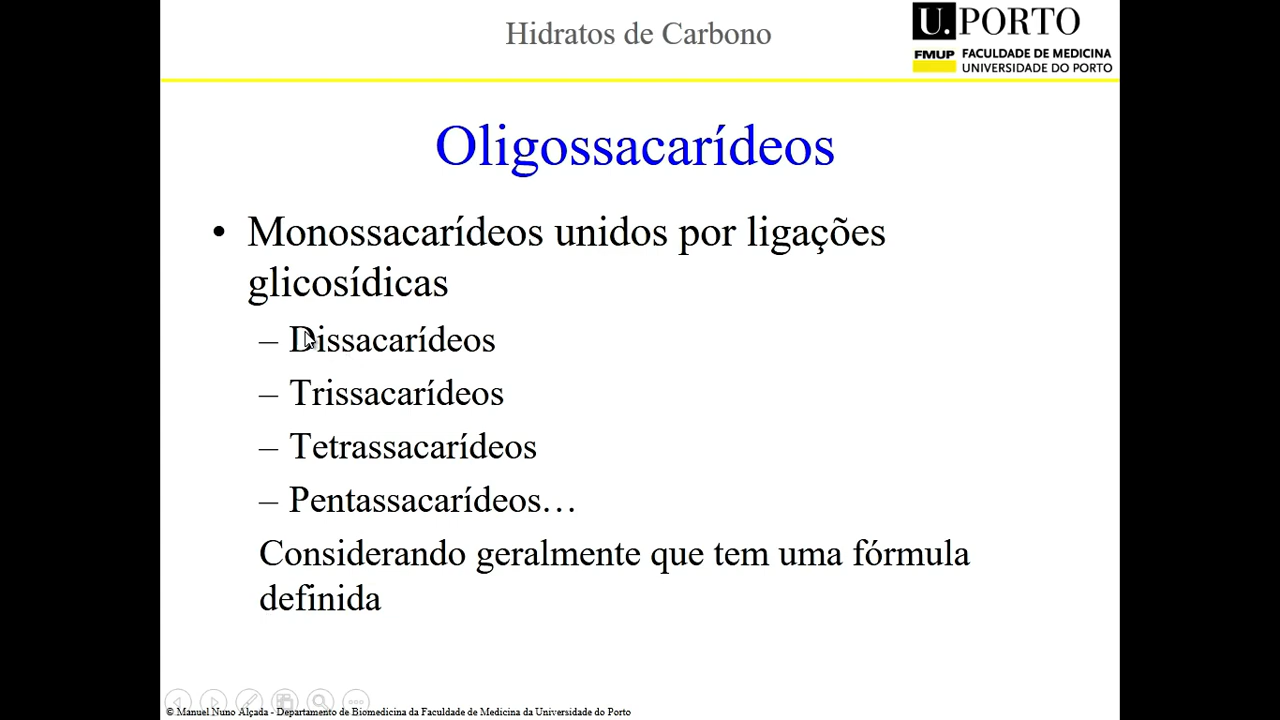 Hidratos de Carbono
U.PORTO
FMUP FACULDADE DE MEDICINA
UNIVERSIDADE DO PORTO
Oligossacarídeos
• Monossacarídeos unidos por ligações
glicosídicas
– Dissacarídeos
– Trissacarídeos
– Tetrassacarídeos
– Pentassacarídeos…
Considerando geralmente que tem uma fórmula
definida
© Manuel Nuno Alçada - Departamento de Biomedicina da Faculdade de Medicina da Universidade do Porto